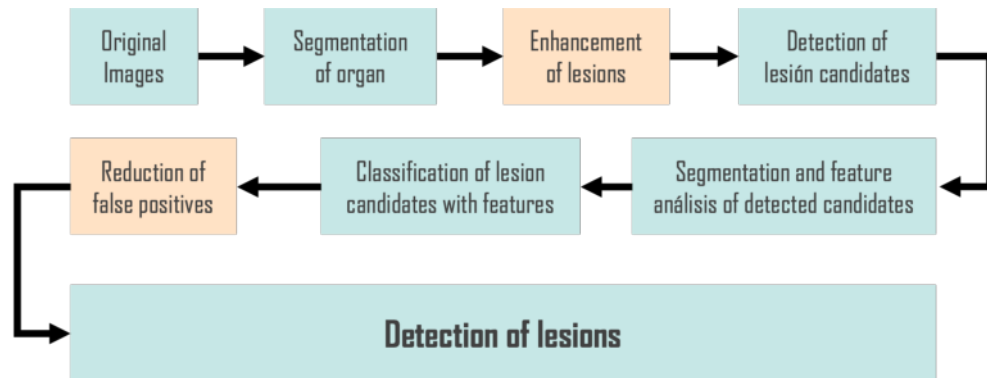 Original
Images
Segmentation
of organ
Enhancement
of lesions
Detection of
lesión candidates
Segmentation and feature
análisis of detected candidates
Classification of lesion
candidates with features
Reduction of
false positives
Detection of lesions